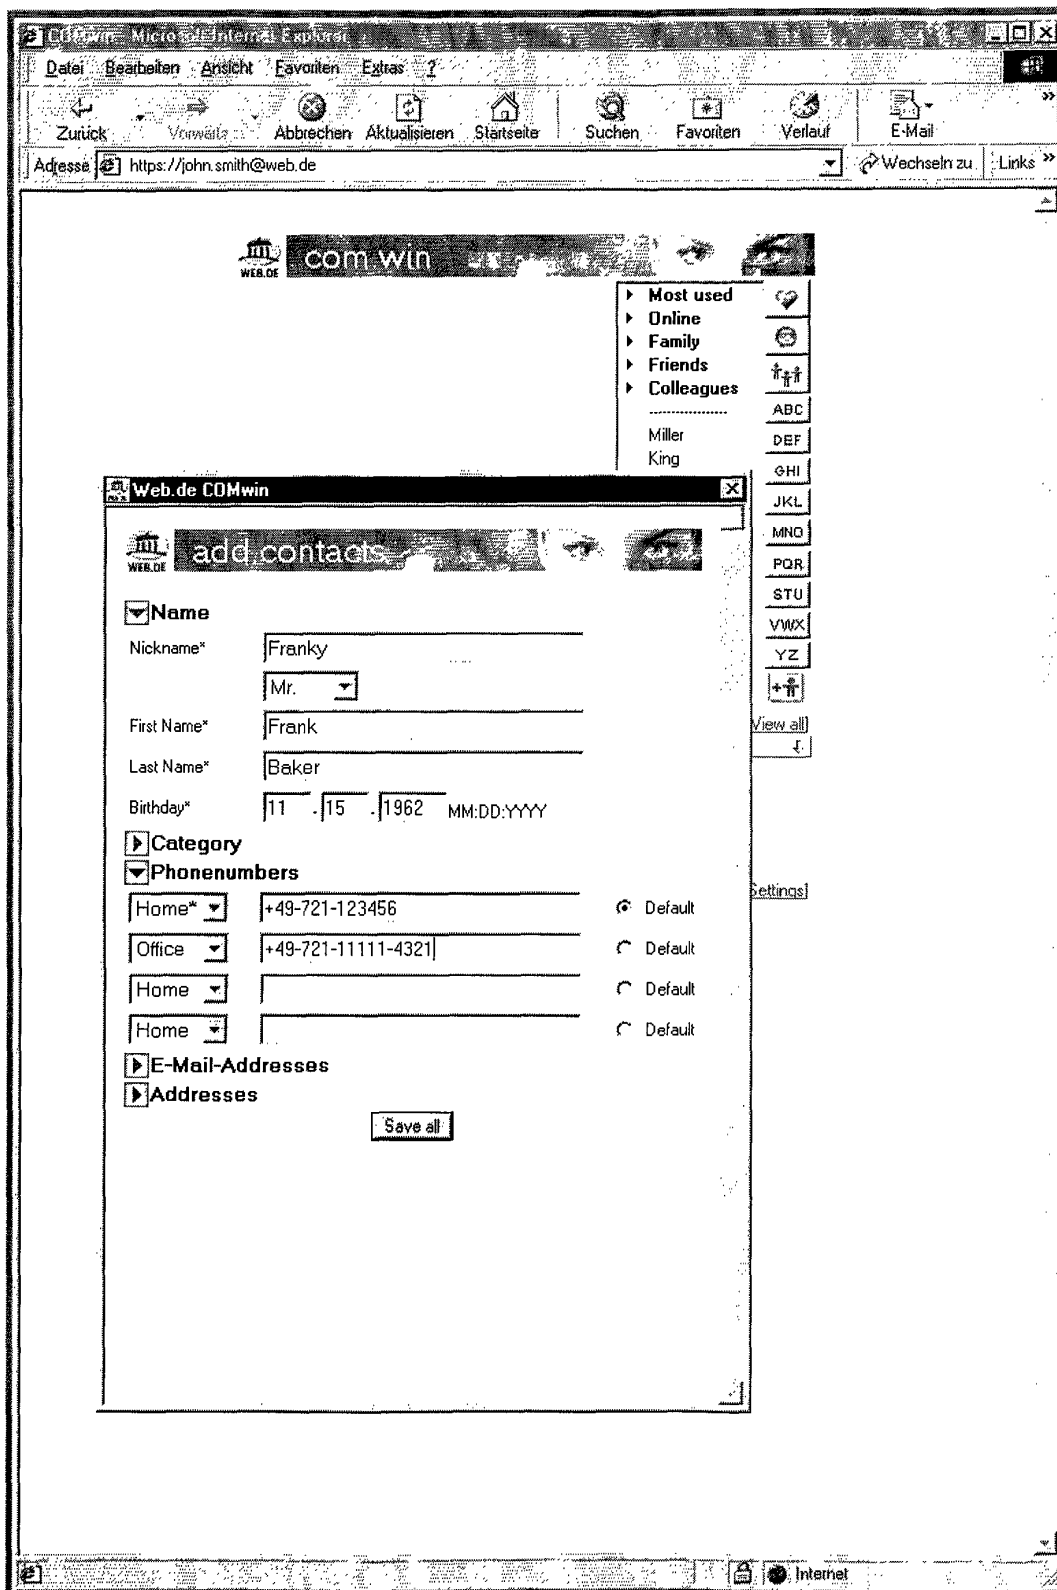 COMwin - Microsoft Internet Explorer
Datei Bearbeiten Ansicht Favoriten Extras ?
Zurück Vorwärts Abbrechen Aktualisieren Startseite Suchen Favoriten Verlauf E-Mail »
Adresse https://john.smith@web.de Wechseln zu Links »
WEB.DE com win
Most used
Online
Family
Friends
Colleagues
------------------
ABC
Miller
DEF
King
GHI
JKL
MNO
PQR
STU
VWX
YZ
+
View all]
Settings]
Web.de COMwin
WEB.DE add contacts
Name
Nickname* Franky
Mr.
First Name* Frank
Last Name* Baker
Birthday* 11 . 15 . 1962 MM:DD:YYYY
Category
Phonenumbers
Home* +49-721-123456 Default
Office +49-721-11111-4321 Default
Home Default
Home Default
E-Mail-Addresses
Addresses
Save all
Internet